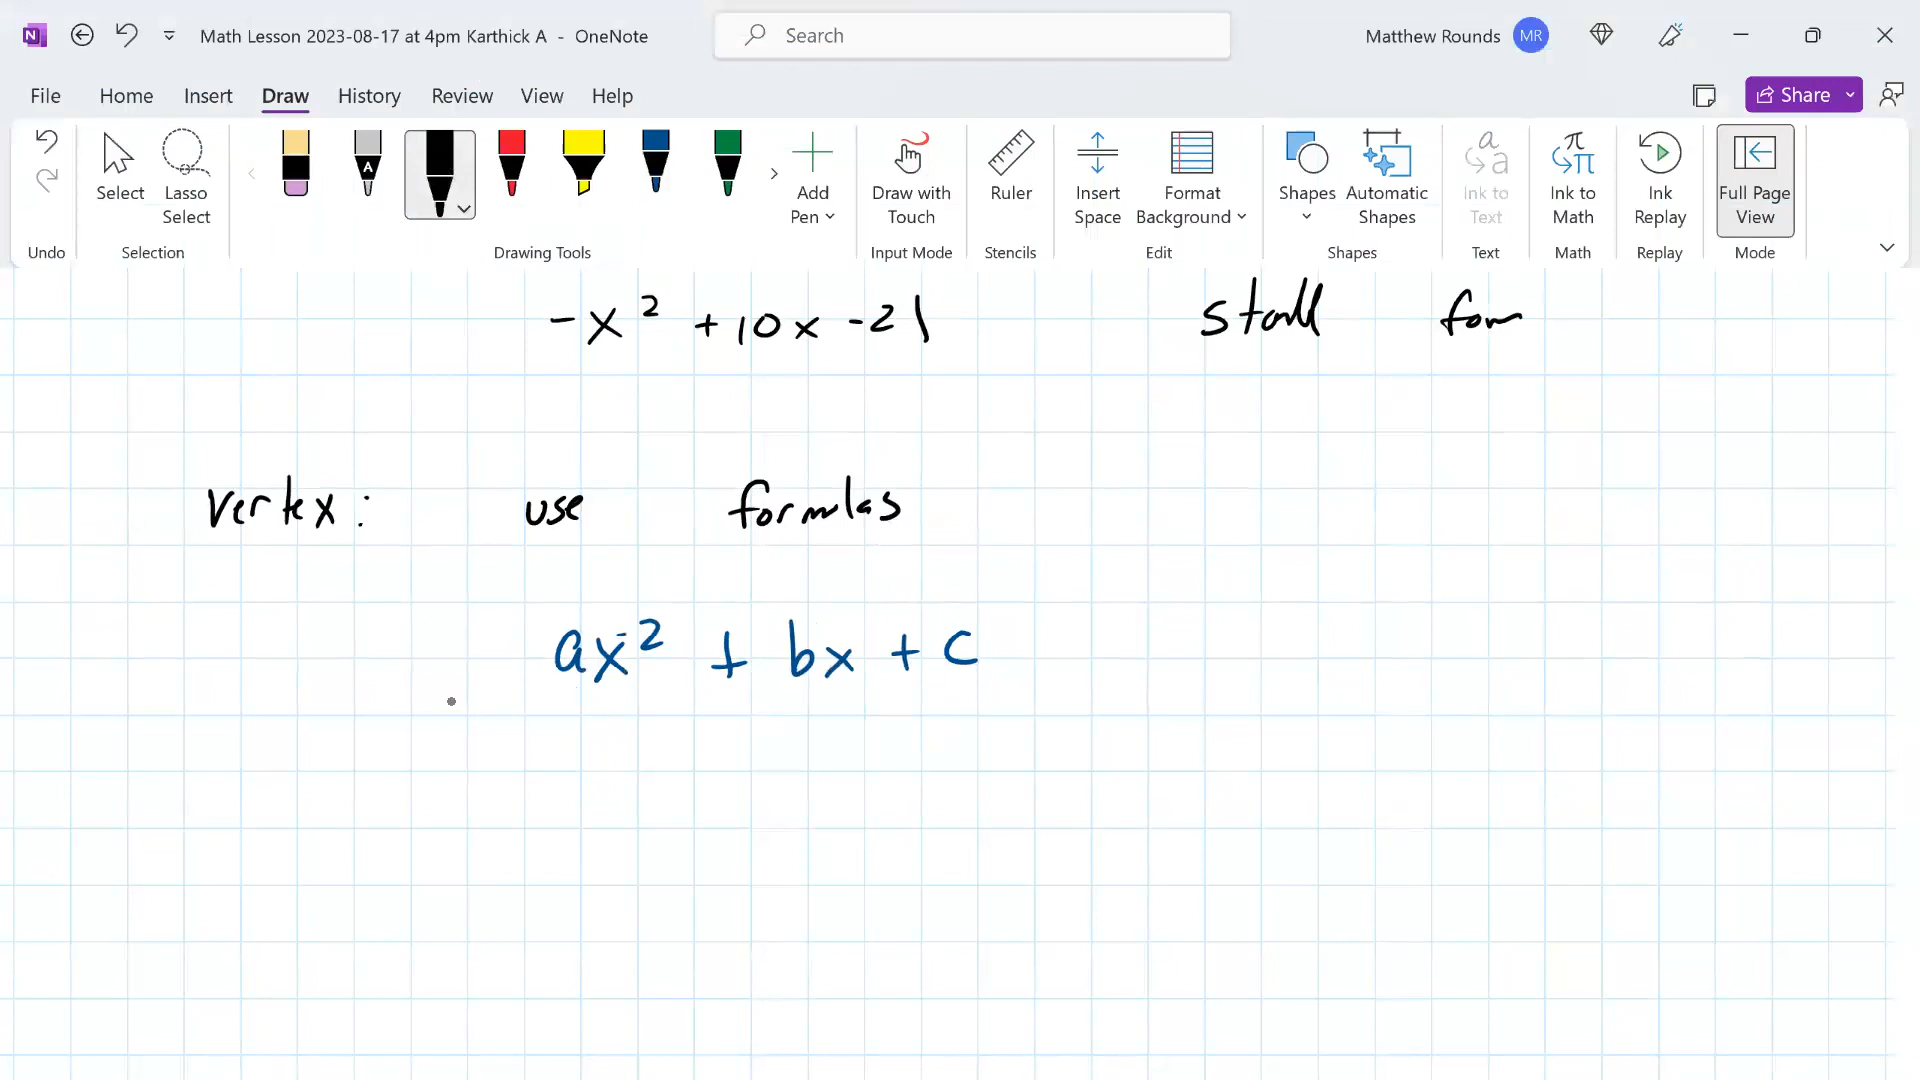 Math Lesson 2023-08-17 at 4pm Karthick A - OneNote
Search
Matthew Rounds MR
File Home Insert Draw History Review View Help
Share
Select
Lasso Select
A
Add Pen
Draw with Touch
Ruler
Insert Space
Format Background
Shapes
Automatic Shapes
Ink to Text
Ink to Math
Ink Replay
Full Page View
Undo Selection Drawing Tools Input Mode Stencils Edit Shapes Text Math Replay Mode
-x² +10x -21
vertex: use formulas
ax² + bx + c